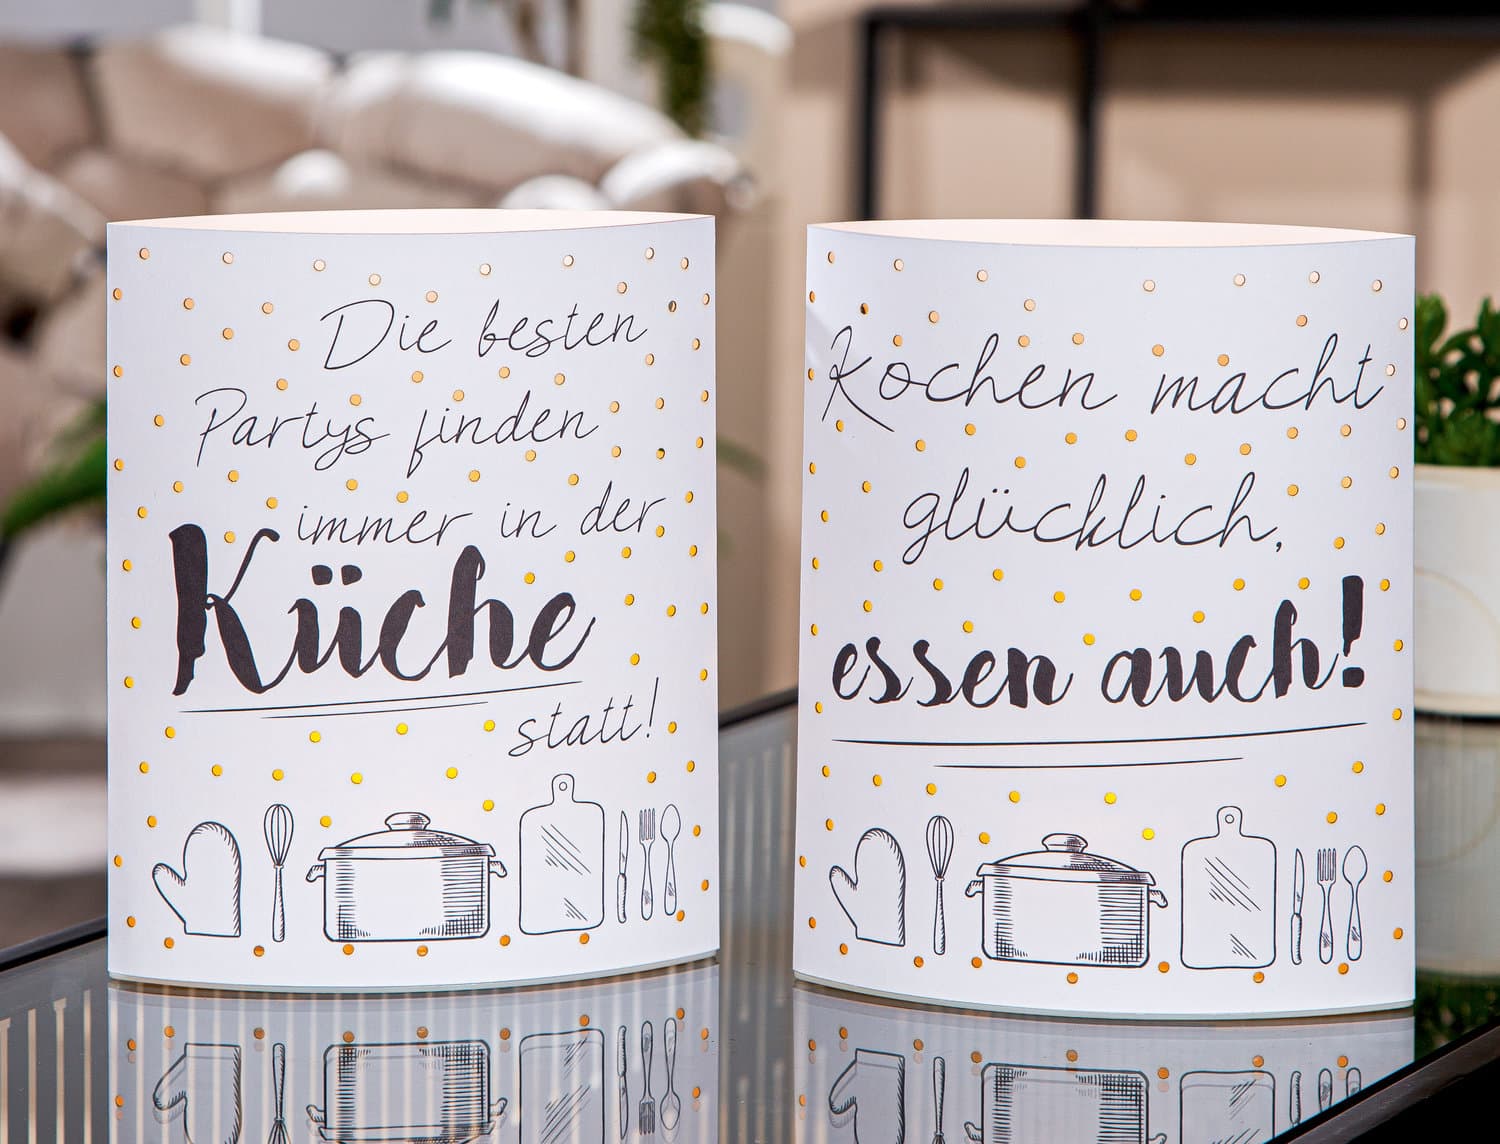 Die besten
Partys finden
immer in der
Küche
statt!
Kochen macht
glücklich,
essen auch!